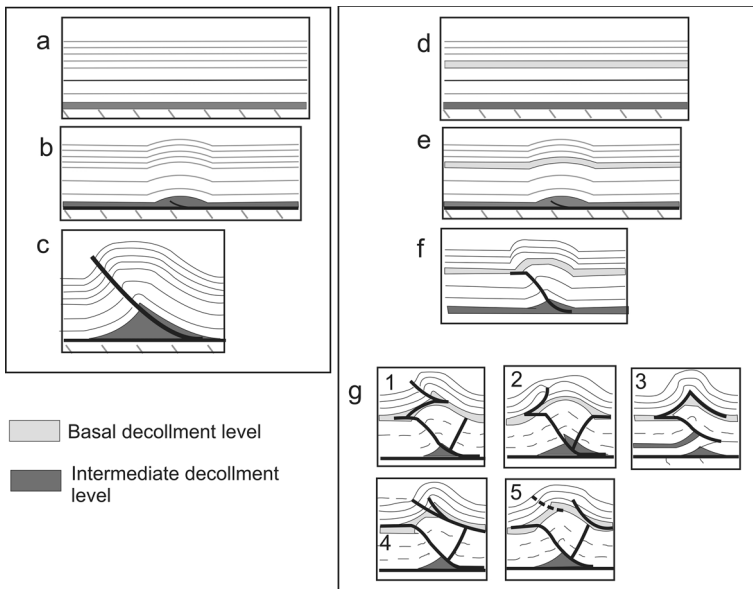 a
b
c
d
e
f
g
1
2
3
4
5
Basal decollment level
Intermediate decollment
level